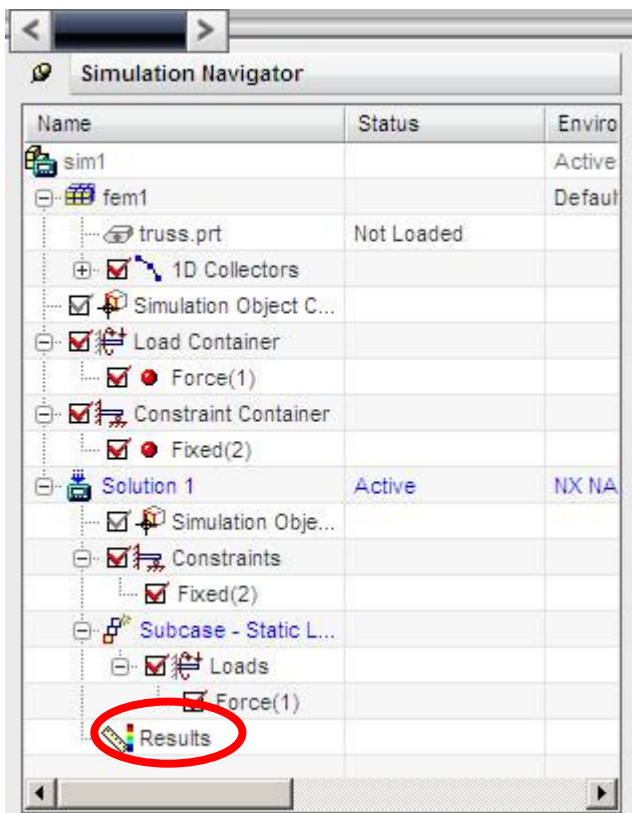 Simulation Navigator
Name Status Enviro
sim1 Active
fem1 Defaul
truss.prt Not Loaded
1D Collectors
Simulation Object C...
Load Container
Force(1)
Constraint Container
Fixed(2)
Solution 1 Active NX NA
Simulation Obje...
Constraints
Fixed(2)
Subcase - Static L...
Loads
Force(1)
Results